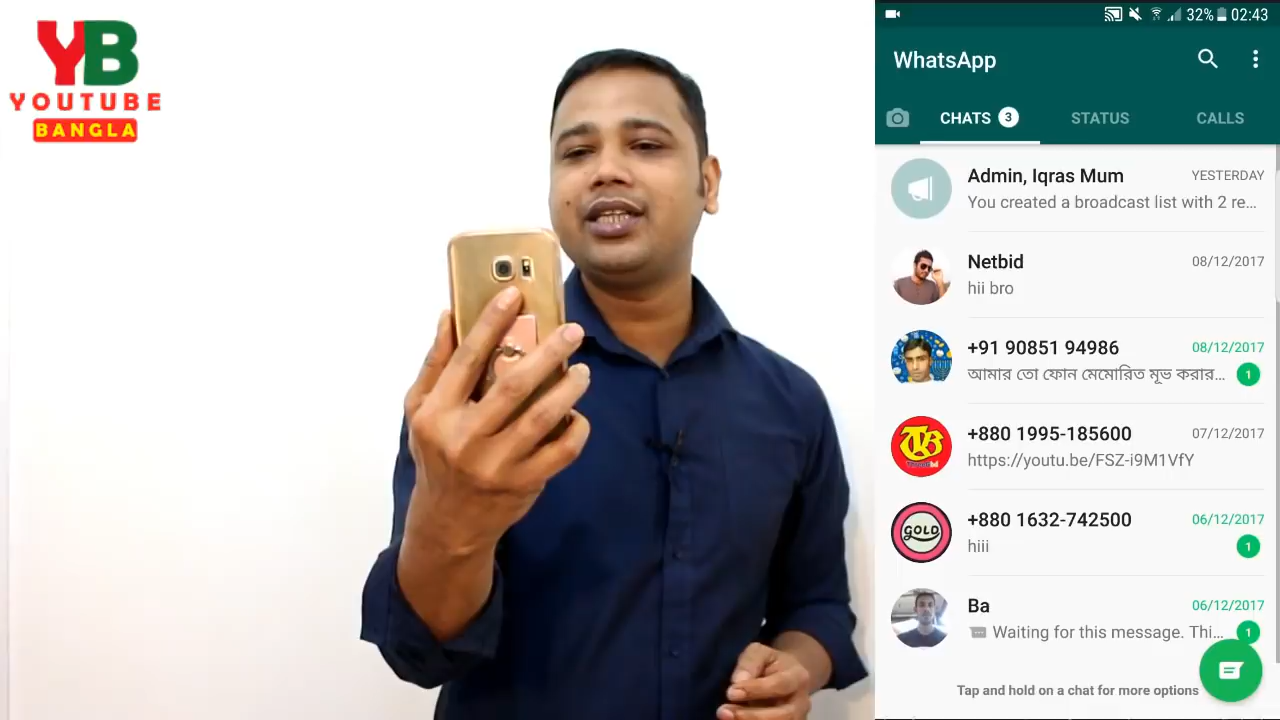 YB
YOUTUBE
BANGLA
32% 02:43
WhatsApp
CHATS 3 STATUS CALLS
Admin, Iqras Mum YESTERDAY
You created a broadcast list with 2 re...
Netbid 08/12/2017
hii bro
+91 90851 94986 08/12/2017
আমার তো ফোন মেমোরিত মূভ করার... 1
TB
+880 1995-185600 07/12/2017
https://youtu.be/FSZ-i9M1VfY
GOLD
+880 1632-742500 06/12/2017
hiii 1
Ba 06/12/2017
Waiting for this message. Thi... 1
Tap and hold on a chat for more options